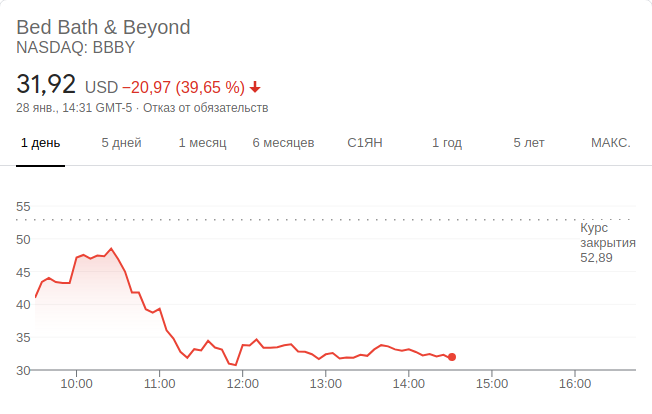 Bed Bath & Beyond
NASDAQ: BBBY
31,92 USD −20,97 (39,65 %)
28 янв., 14:31 GMT-5 · Отказ от обязательств
1 день 5 дней 1 месяц 6 месяцев С1ЯН 1 год 5 лет МАКС.
55
50
45
40
35
30
Курс
закрытия
52,89
10:00 11:00 12:00 13:00 14:00 15:00 16:00